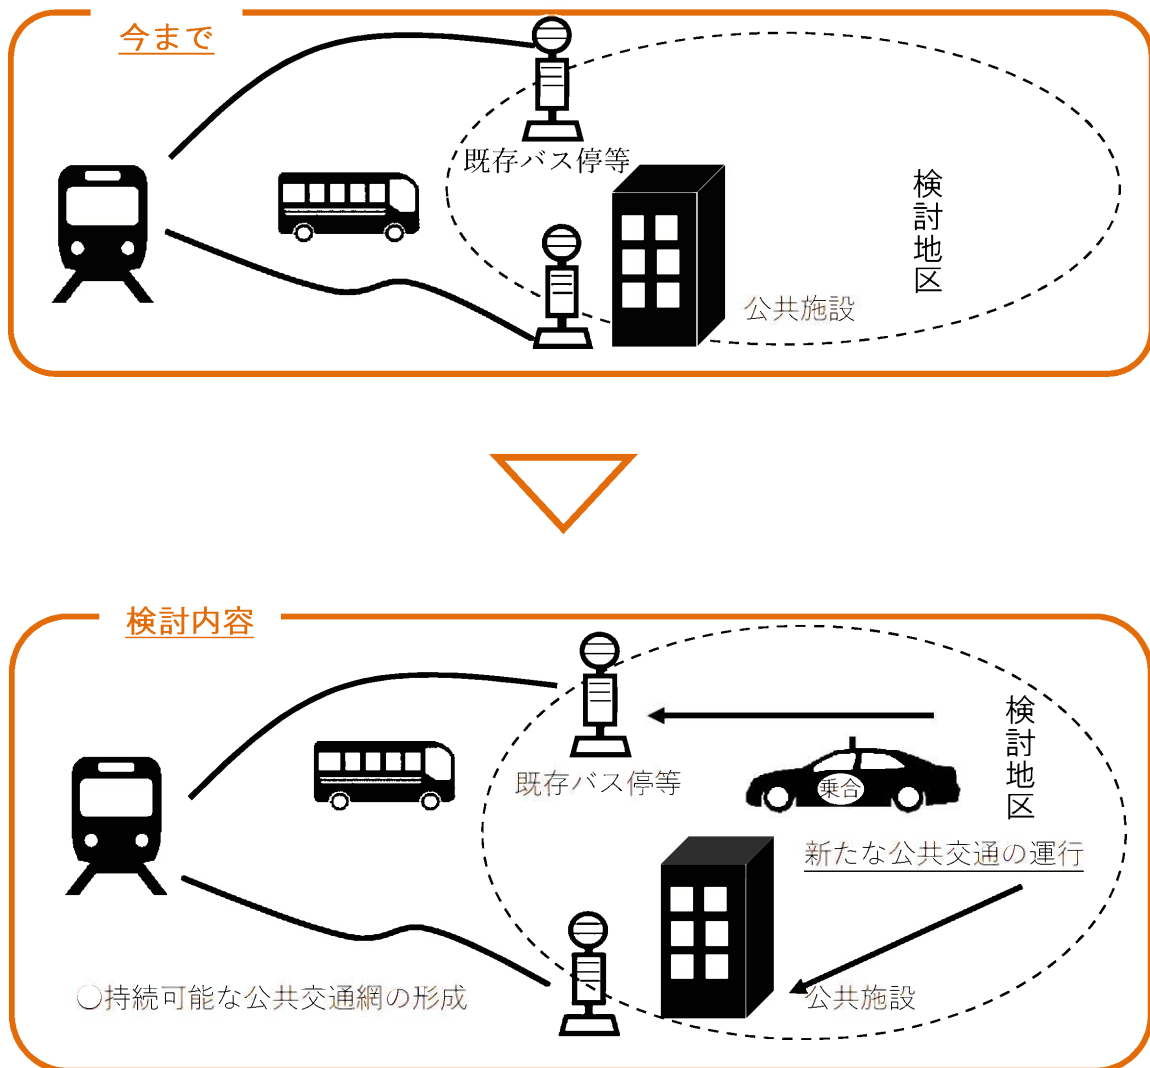 今まで
既存バス停等
検討地区
公共施設
検討内容
検討地区
既存バス停等
乗合
新たな公共交通の運行
○持続可能な公共交通網の形成
公共施設